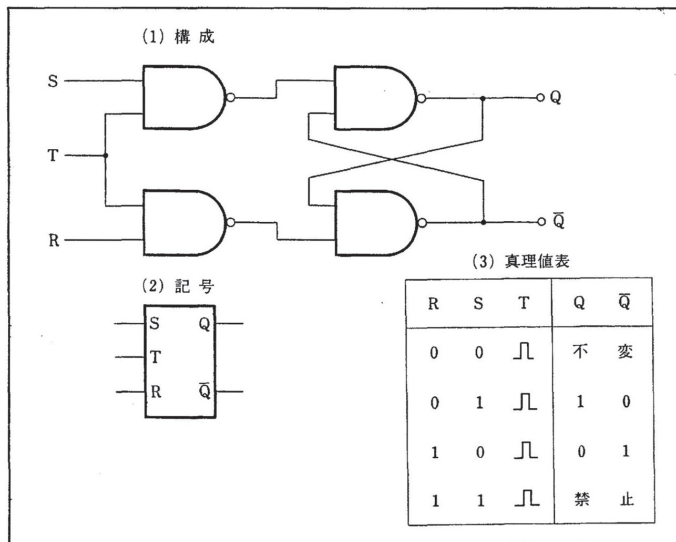 (1) 構成
S
T
R
Q
Q̅
(2) 記号
S Q
T
R Q̅
(3) 真理値表
R S T Q Q̅
0 0 不 変
0 1 1 0
1 0 0 1
1 1 禁 止